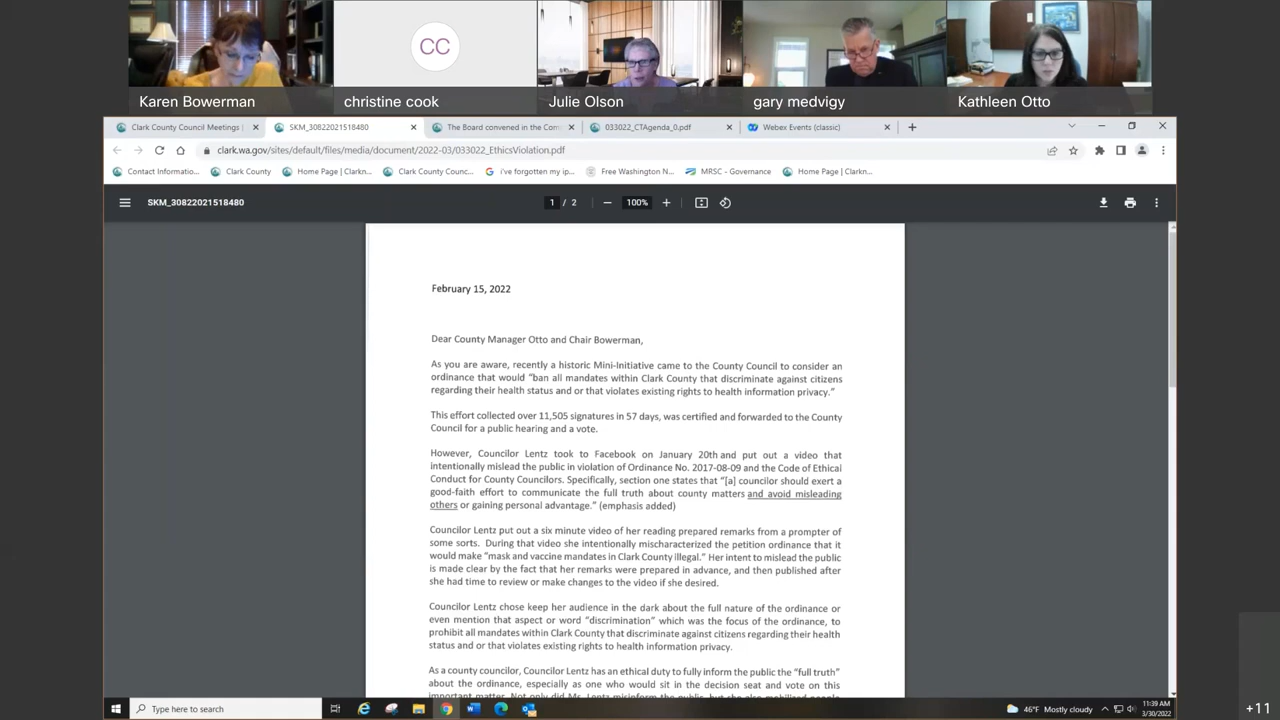 CC
Karen Bowerman
christine cook
Julie Olson
gary medvigy
Kathleen Otto
Clark County Council Meetings |
SKM_30822021518480
The Board convened in the Com
033022_CTAgenda_0.pdf
Webex Events (classic)
clark.wa.gov/sites/default/files/media/document/2022-03/033022_EthicsViolation.pdf
Contact Informatio...
Clark County
Home Page | Clarkn...
Clark County Counc...
i've forgotten my ip...
Free Washington N...
MRSC - Governance
Home Page | Clarkn...
SKM_30822021518480
1 / 2
100%
February 15, 2022
Dear County Manager Otto and Chair Bowerman,
As you are aware, recently a historic Mini-Initiative came to the County Council to consider an
ordinance that would "ban all mandates within Clark County that discriminate against citizens
regarding their health status and or that violates existing rights to health information privacy."
This effort collected over 11,505 signatures in 57 days, was certified and forwarded to the County
Council for a public hearing and a vote.
However, Councilor Lentz took to Facebook on January 20th and put out a video that
intentionally mislead the public in violation of Ordinance No. 2017-08-09 and the Code of Ethical
Conduct for County Councilors. Specifically, section one states that "[a] councilor should exert a
good-faith effort to communicate the full truth about county matters and avoid misleading
others or gaining personal advantage." (emphasis added)
Councilor Lentz put out a six minute video of her reading prepared remarks from a prompter of
some sorts. During that video she intentionally mischaracterized the petition ordinance that it
would make "mask and vaccine mandates in Clark County illegal." Her intent to mislead the public
is made clear by the fact that her remarks were prepared in advance, and then published after
she had time to review or make changes to the video if she desired.
Councilor Lentz chose keep her audience in the dark about the full nature of the ordinance or
even mention that aspect or word "discrimination" which was the focus of the ordinance, to
prohibit all mandates within Clark County that discriminate against citizens regarding their health
status and or that violates existing rights to health information privacy.
As a county councilor, Councilor Lentz has an ethical duty to fully inform the public the "full truth"
about the ordinance, especially as one who would sit in the decision seat and vote on this
important matter. Not only did Ms. Lentz misinform the public, but she also mobilized people
Type here to search
46°F Mostly cloudy
11:39 AM
3/30/2022
+11